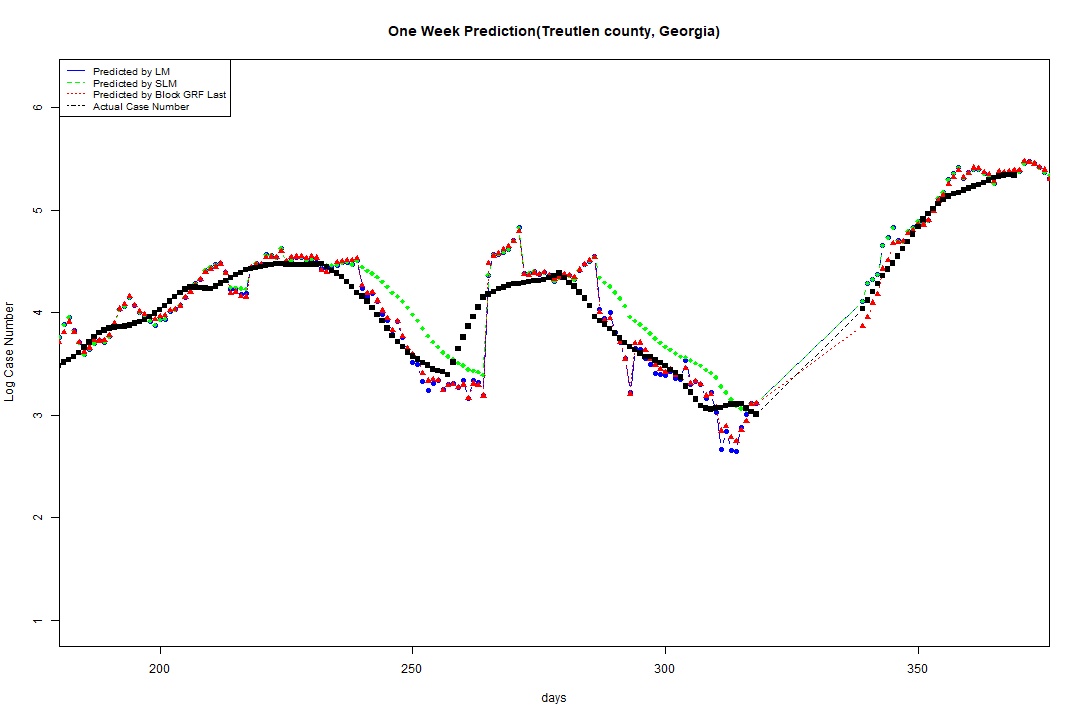 One Week Prediction(Treutlen county, Georgia)
Predicted by LM
Predicted by SLM
Predicted by Block GRF Last
Actual Case Number
6
5
4
3
2
1
Log Case Number
200
250
300
350
days